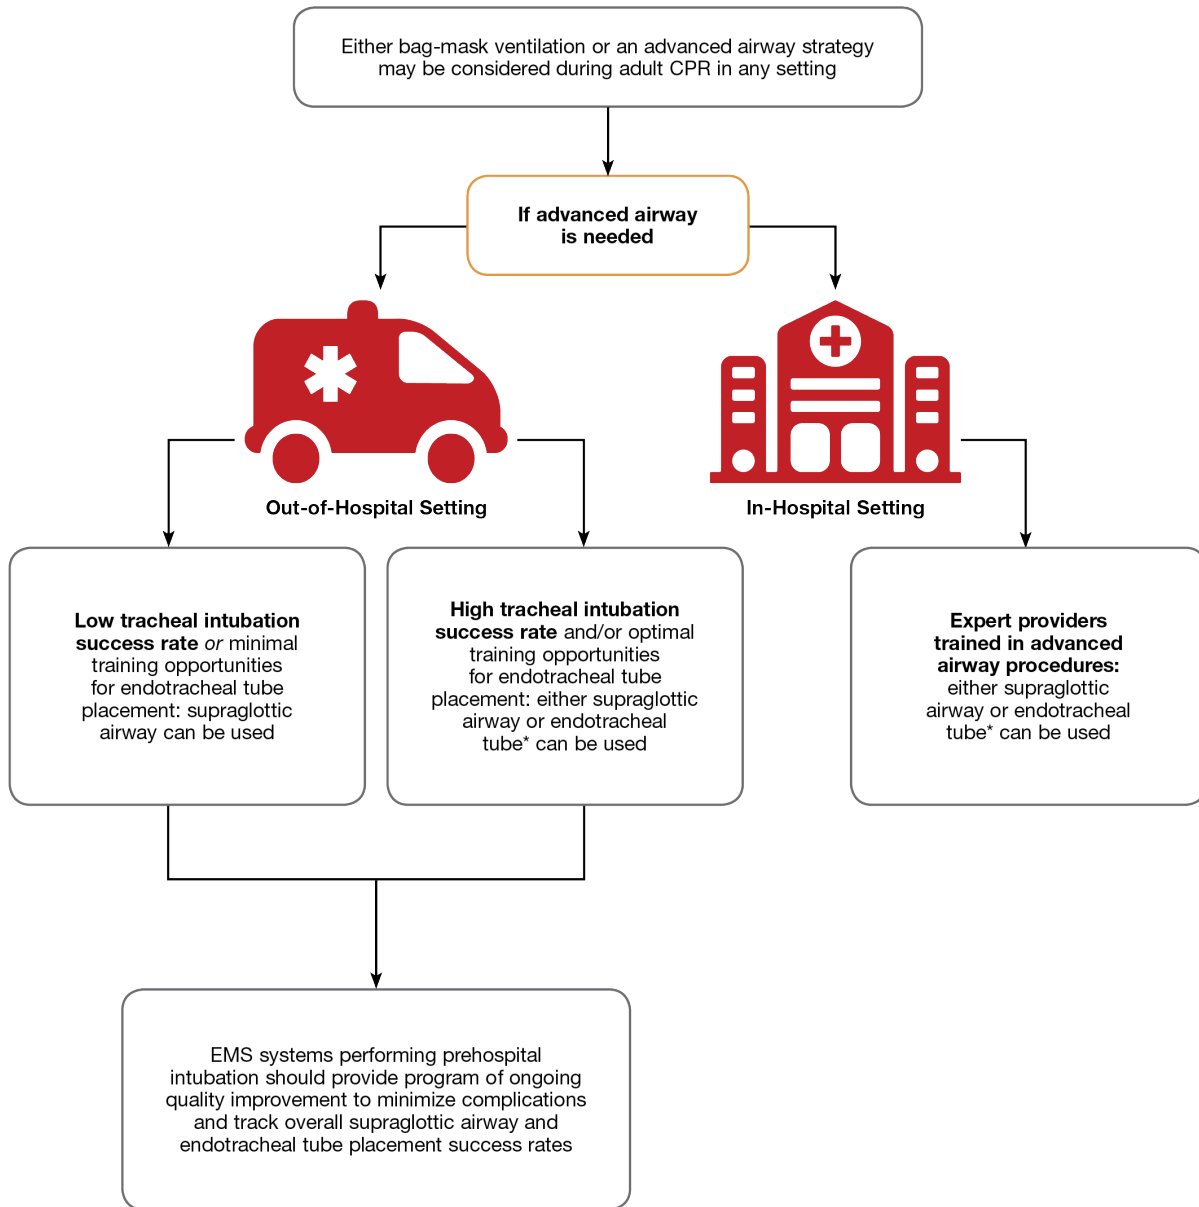 Either bag-mask ventilation or an advanced airway strategy
may be considered during adult CPR in any setting
If advanced airway
is needed
Out-of-Hospital Setting
In-Hospital Setting
Low tracheal intubation
success rate or minimal
training opportunities
for endotracheal tube
placement: supraglottic
airway can be used
High tracheal intubation
success rate and/or optimal
training opportunities
for endotracheal tube
placement: either supraglottic
airway or endotracheal
tube* can be used
Expert providers
trained in advanced
airway procedures:
either supraglottic
airway or endotracheal
tube* can be used
EMS systems performing prehospital
intubation should provide program of ongoing
quality improvement to minimize complications
and track overall supraglottic airway and
endotracheal tube placement success rates